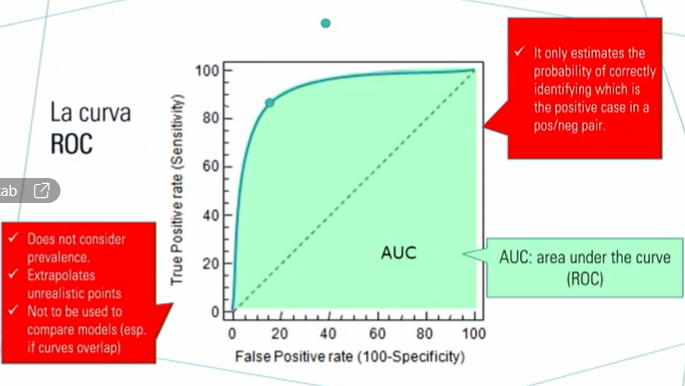 La curva
ROC
tab
Does not consider
prevalence.
Extrapolates
unrealistic points
Not to be used to
compare models (esp.
if curves overlap)
True Positive rate (Sensitivity)
100
80
60
40
20
0
0 20 40 60 80 100
False Positive rate (100-Specificity)
AUC
It only estimates the
probability of correctly
identifying which is
the positive case in a
pos/neg pair.
AUC: area under the curve
(ROC)